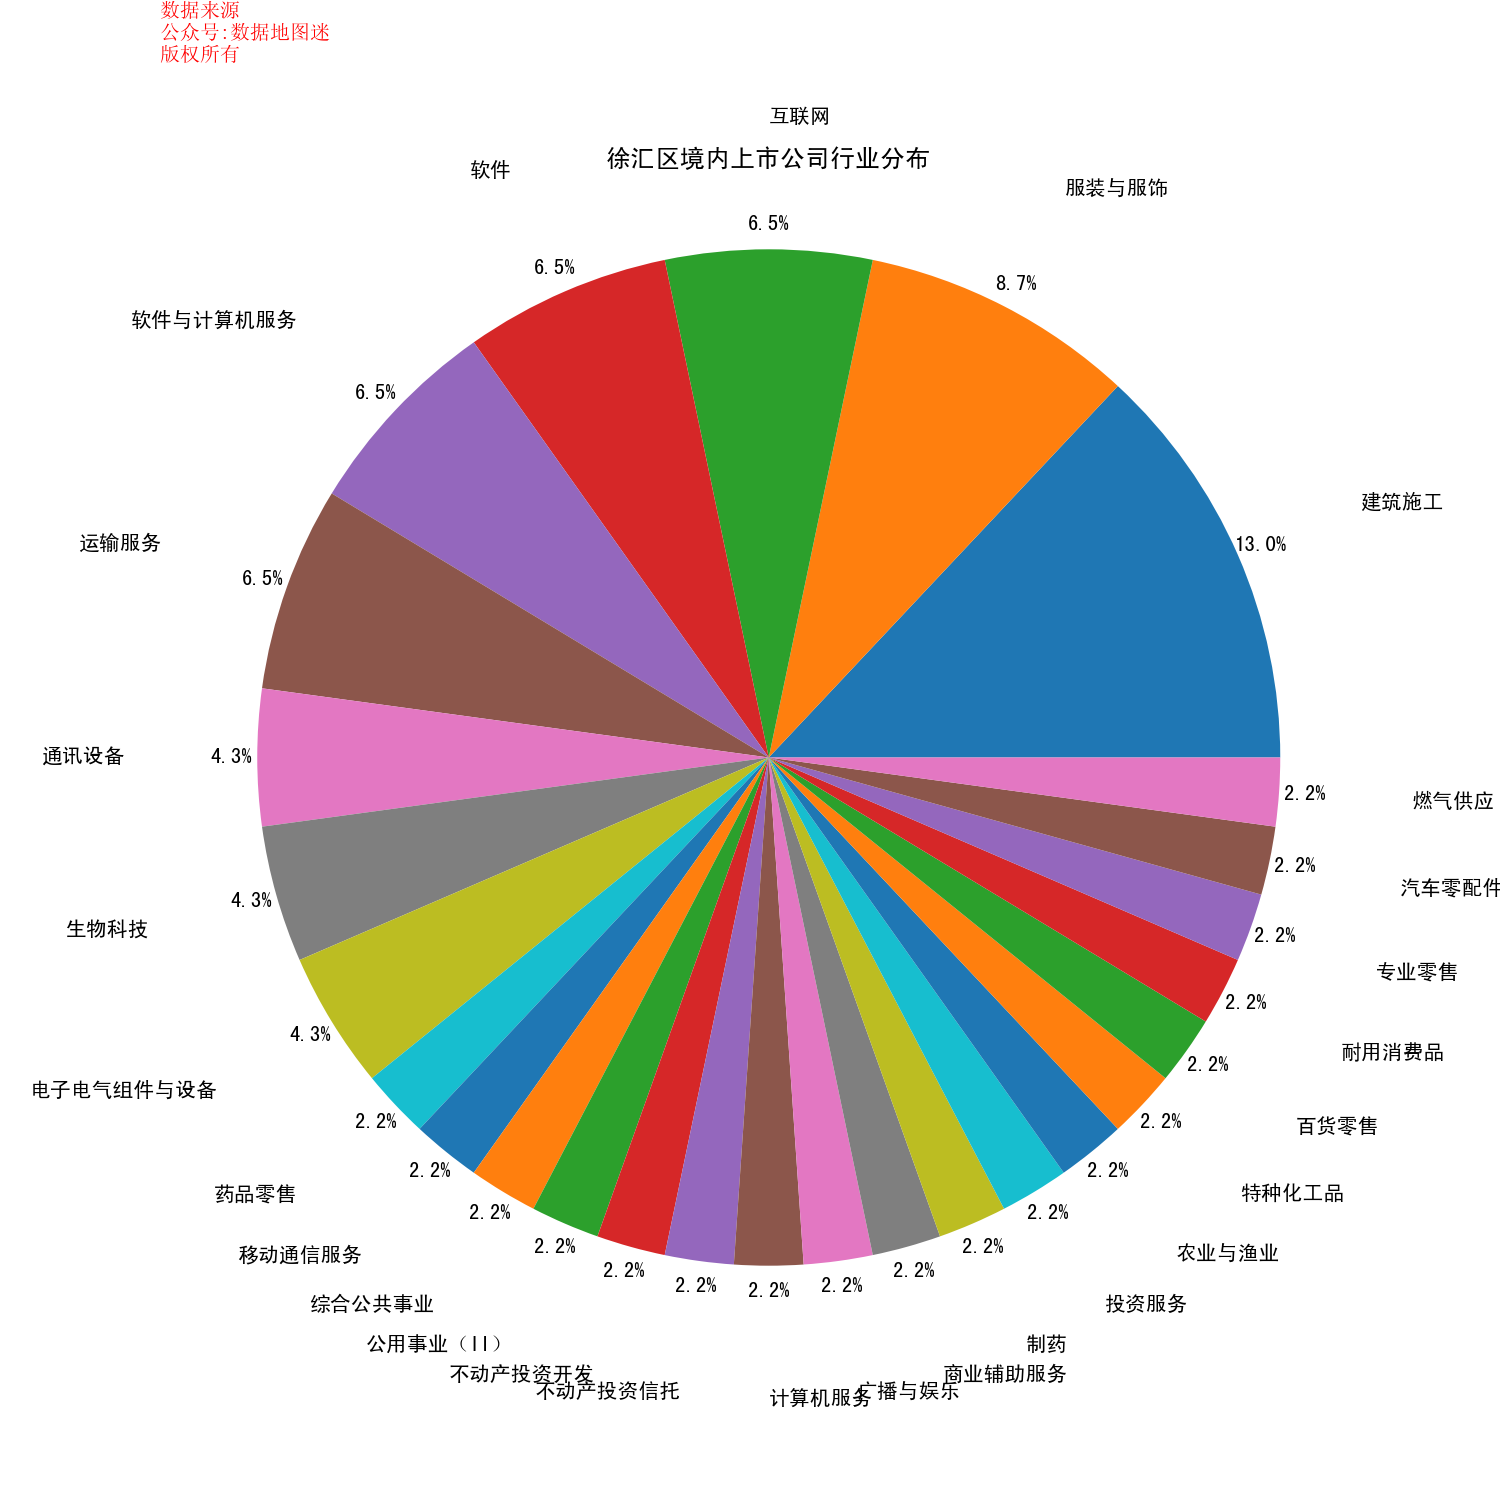 数据来源
公众号:数据地图迷
版权所有
互联网
徐汇区境内上市公司行业分布
软件
服装与服饰
6.5%
6.5%
8.7%
软件与计算机服务
6.5%
建筑施工
运输服务
13.0%
6.5%
通讯设备
4.3%
2.2%
燃气供应
2.2%
汽车零配件
生物科技
4.3%
2.2%
专业零售
2.2%
4.3%
耐用消费品
2.2%
电子电气组件与设备
2.2%
2.2%
百货零售
2.2%
2.2%
药品零售
特种化工品
2.2%
2.2%
2.2%
2.2%
移动通信服务
农业与渔业
2.2%
2.2%
2.2%
2.2%
2.2%
综合公共事业
投资服务
公用事业（II）
制药
不动产投资开发
商业辅助服务
不动产投资信托
广播与娱乐
计算机服务